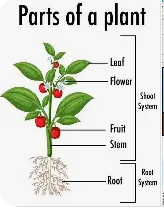 Parts of a plant
Leaf
Flower
Shoot
System
Fruit
Stem
Root
Root
System